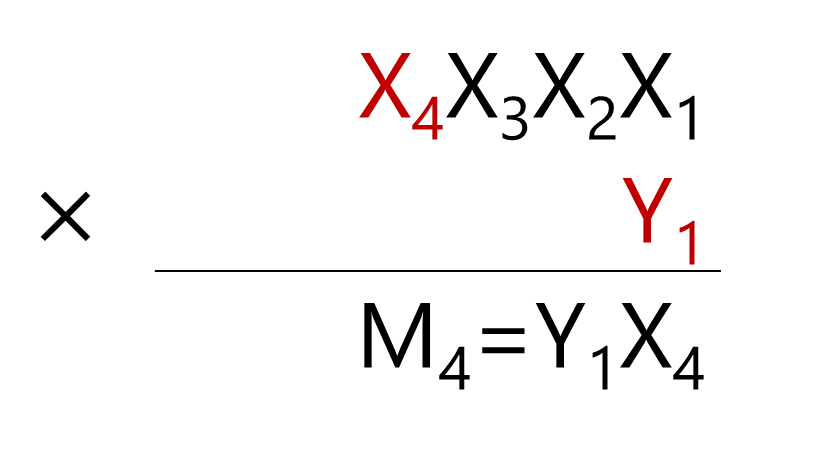 X₄X₃X₂X₁
× Y₁
M₄=Y₁X₄